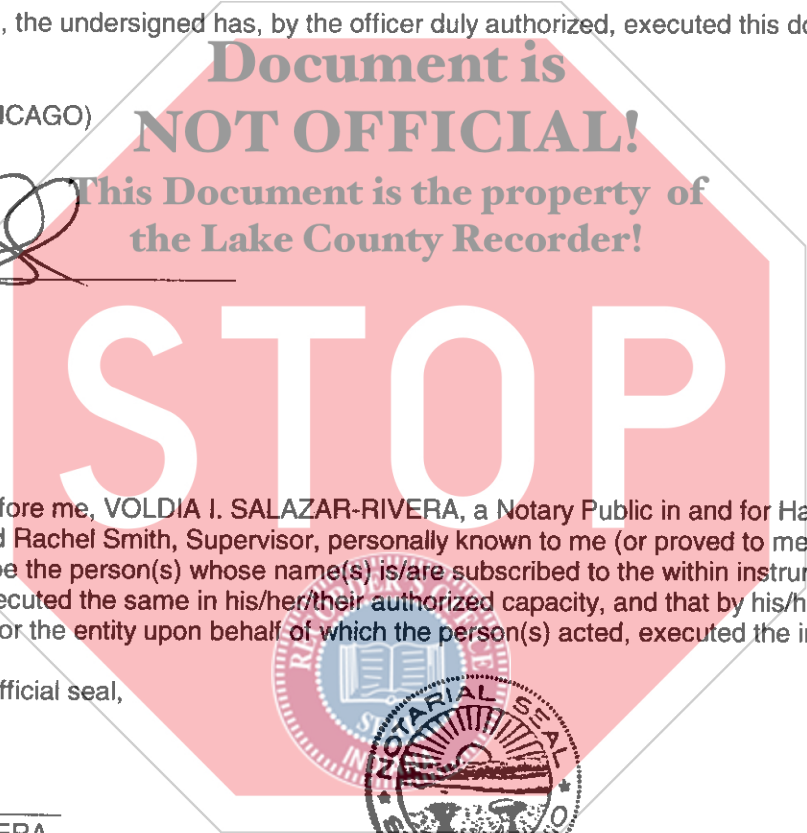 , the undersigned has, by the officer duly authorized, executed this do
Document is
ICAGO)
NOT OFFICIAL!
This Document is the property of
the Lake County Recorder!
STOP
fore me, VOLDIA I. SALAZAR-RIVERA, a Notary Public in and for Ha
d Rachel Smith, Supervisor, personally known to me (or proved to me
be the person(s) whose name(s) is/are subscribed to the within instru
ecuted the same in his/her/their authorized capacity, and that by his/h
or the entity upon behalf of which the person(s) acted, executed the i
RECORDER'S OFFICE
fficial seal,
NOTARIAL SEAL
INDIANA
ERA